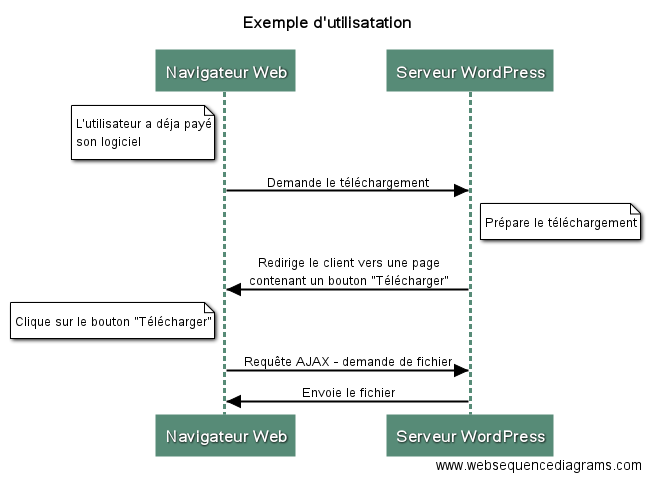 Exemple d'utilisatation
Navigateur Web
Serveur WordPress
L'utilisateur a déja payé
son logiciel
Demande le téléchargement
Prépare le téléchargement
Redirige le client vers une page
contenant un bouton "Télécharger"
Clique sur le bouton "Télécharger"
Requête AJAX - demande de fichier
Envoie le fichier
Navigateur Web
Serveur WordPress
www.websequencediagrams.com